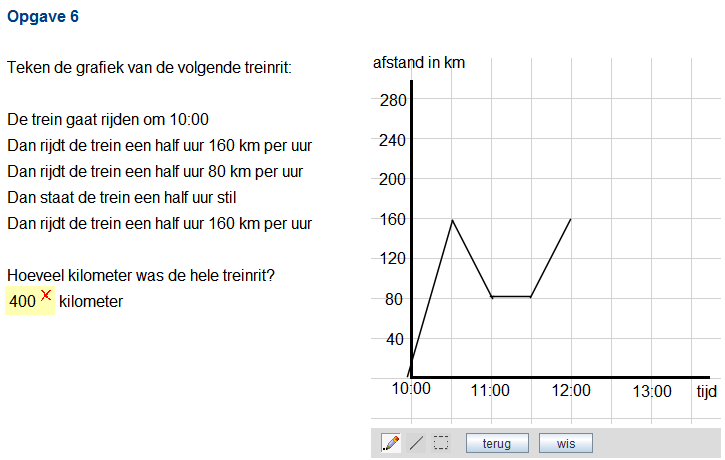 Opgave 6
Teken de grafiek van de volgende treinrit:
De trein gaat rijden om 10:00
Dan rijdt de trein een half uur 160 km per uur
Dan rijdt de trein een half uur 80 km per uur
Dan staat de trein een half uur stil
Dan rijdt de trein een half uur 160 km per uur
Hoeveel kilometer was de hele treinrit?
400 kilometer
afstand in km
280
240
200
160
120
80
40
10:00 11:00 12:00 13:00 tijd
terug wis